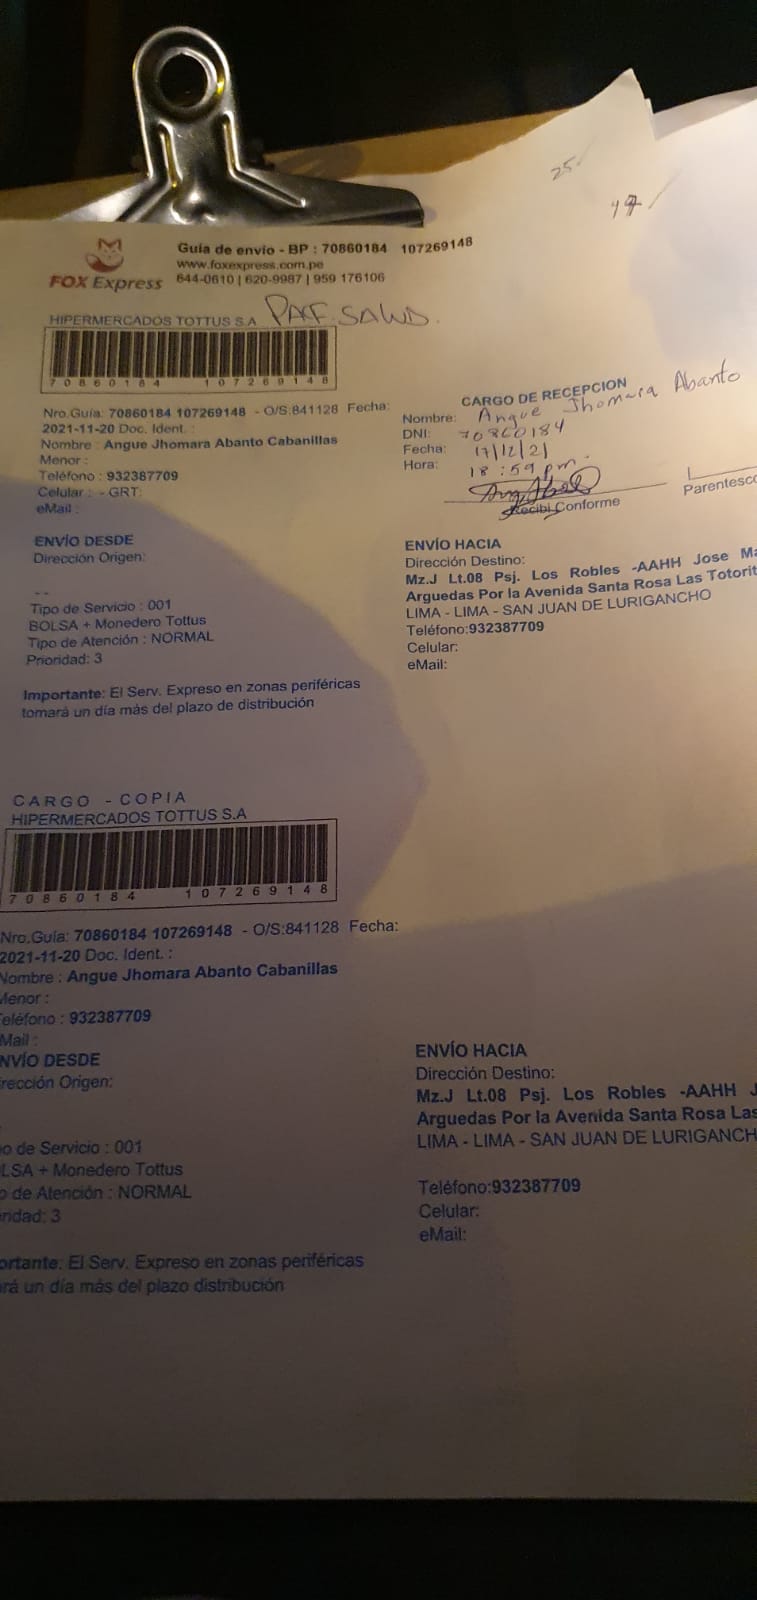 25
47
FOX Express
Guía de envio - BP : 70860184 107269148
www.foxexpress.com.pe
644-0610 | 620-9987 | 959 176106
HIPERMERCADOS TOTTUS S.A
70860184 107269148
Nro.Guía: 70860184 107269148 - O/S:841128 Fecha:
2021-11-20 Doc. Ident. :
Nombre : Angue Jhomara Abanto Cabanillas
Menor :
Teléfono : 932387709
Celular : - GRT:
eMail :
CARGO DE RECEPCION
Nombre: Angue Jhomara Abanto
DNI: 70860184
Fecha: 17/12/21
Hora: 18:59 pm.
Recibi Conforme
Parentesco
ENVÍO DESDE
Dirección Origen:
--
Tipo de Servicio : 001
BOLSA + Monedero Tottus
Tipo de Atención : NORMAL
Prioridad: 3
ENVÍO HACIA
Dirección Destino:
Mz.J Lt.08 Psj. Los Robles -AAHH Jose Ma
Arguedas Por la Avenida Santa Rosa Las Totorit
LIMA - LIMA - SAN JUAN DE LURIGANCHO
Teléfono:932387709
Celular:
eMail:
Importante: El Serv. Expreso en zonas periféricas
tomará un día más del plazo de distribución
CARGO - COPIA
HIPERMERCADOS TOTTUS S.A
70860184 107269148
Nro.Guía: 70860184 107269148 - O/S:841128 Fecha:
2021-11-20 Doc. Ident. :
Nombre : Angue Jhomara Abanto Cabanillas
Menor :
eléfono : 932387709
Mail :
NVÍO DESDE
rección Origen:
o de Servicio : 001
LSA + Monedero Tottus
o de Atención : NORMAL
ridad: 3
ENVÍO HACIA
Dirección Destino:
Mz.J Lt.08 Psj. Los Robles -AAHH J
Arguedas Por la Avenida Santa Rosa Las
LIMA - LIMA - SAN JUAN DE LURIGANCH
Teléfono:932387709
Celular:
eMail:
ortante: El Serv. Expreso en zonas periféricas
ará un día más del plazo distribución